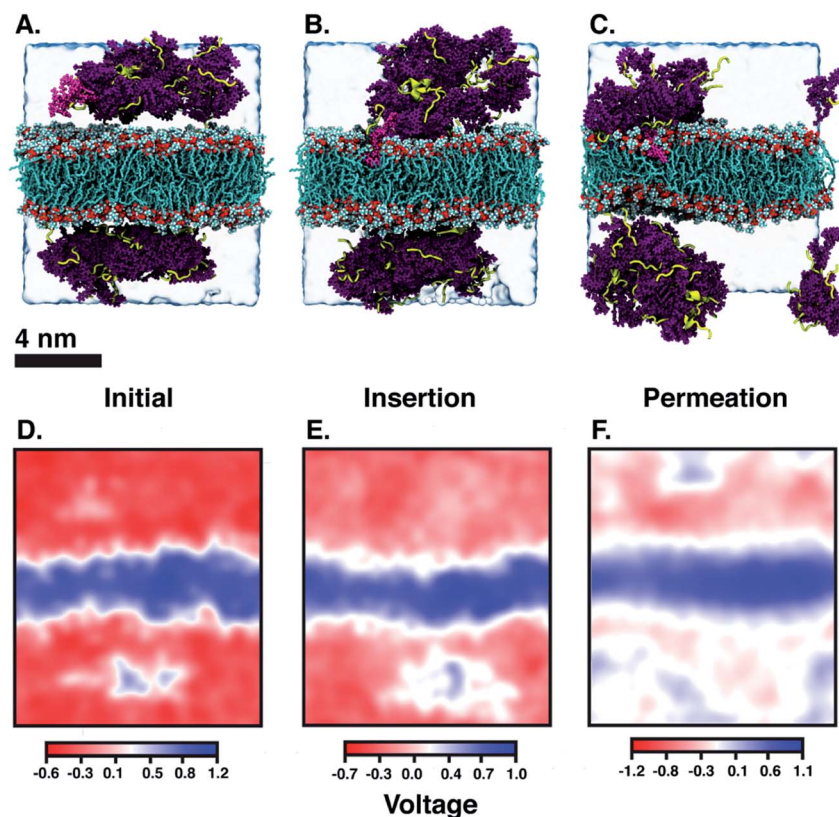 A. B. C.
4 nm
Initial Insertion Permeation
D. E. F.
-0.6 -0.3 0.1 0.5 0.8 1.2 -0.7 -0.3 0.0 0.4 0.7 1.0 -1.2 -0.8 -0.3 0.1 0.6 1.1
Voltage